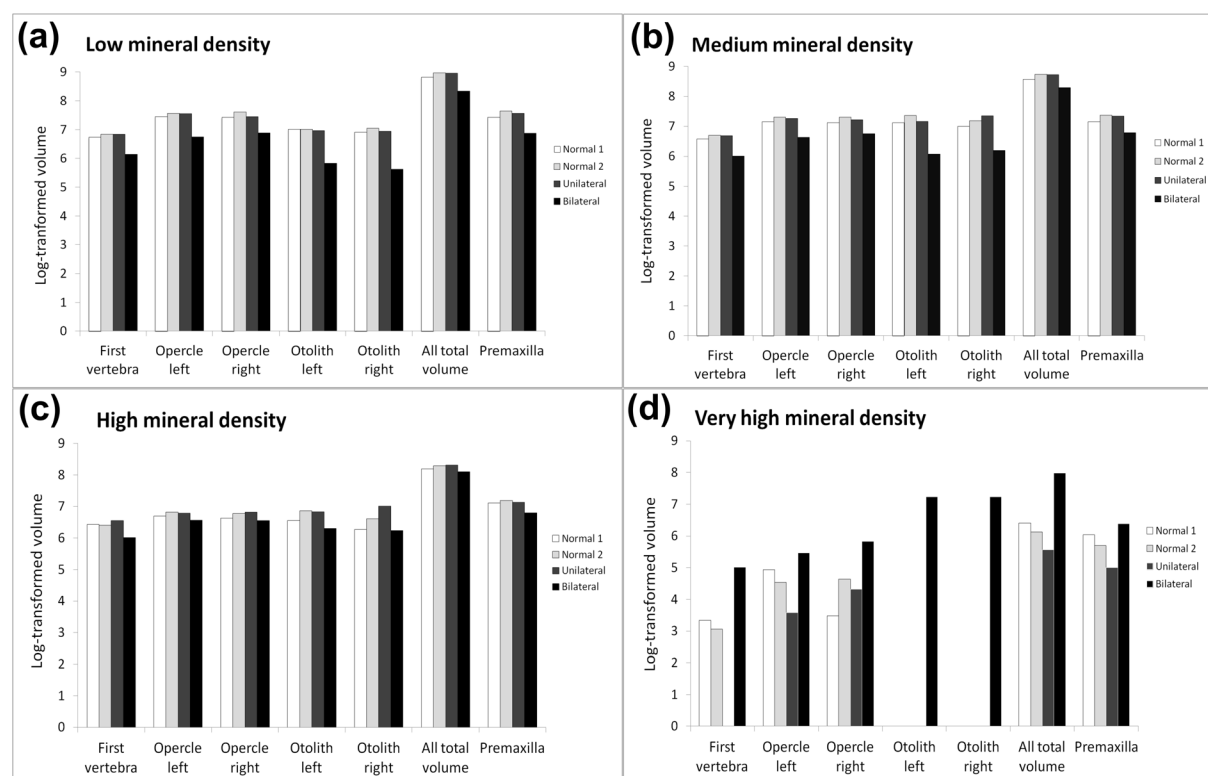 (a) Low mineral density
Log-tranformed volume
9
8
7
6
5
4
3
2
1
0
First vertebra
Opercle left
Opercle right
Otolith left
Otolith right
All total volume
Premaxilla
Normal 1
Normal 2
Unilateral
Bilateral
(b) Medium mineral density
Log-transformed volume
9
8
7
6
5
4
3
2
1
0
First vertebra
Opercle left
Opercle right
Otolith left
Otolith right
All total volume
Premaxilla
Normal 1
Normal 2
Unilateral
Bilateral
(c) High mineral density
Log-transformed volume
9
8
7
6
5
4
3
2
1
0
First vertebra
Opercle left
Opercle right
Otolith left
Otolith right
All total volume
Premaxilla
Normal 1
Normal 2
Unilateral
Bilateral
(d) Very high mineral density
Log-transformed volume
9
8
7
6
5
4
3
2
1
0
First vertebra
Opercle left
Opercle right
Otolith left
Otolith right
All total volume
Premaxilla
Normal 1
Normal 2
Unilateral
Bilateral